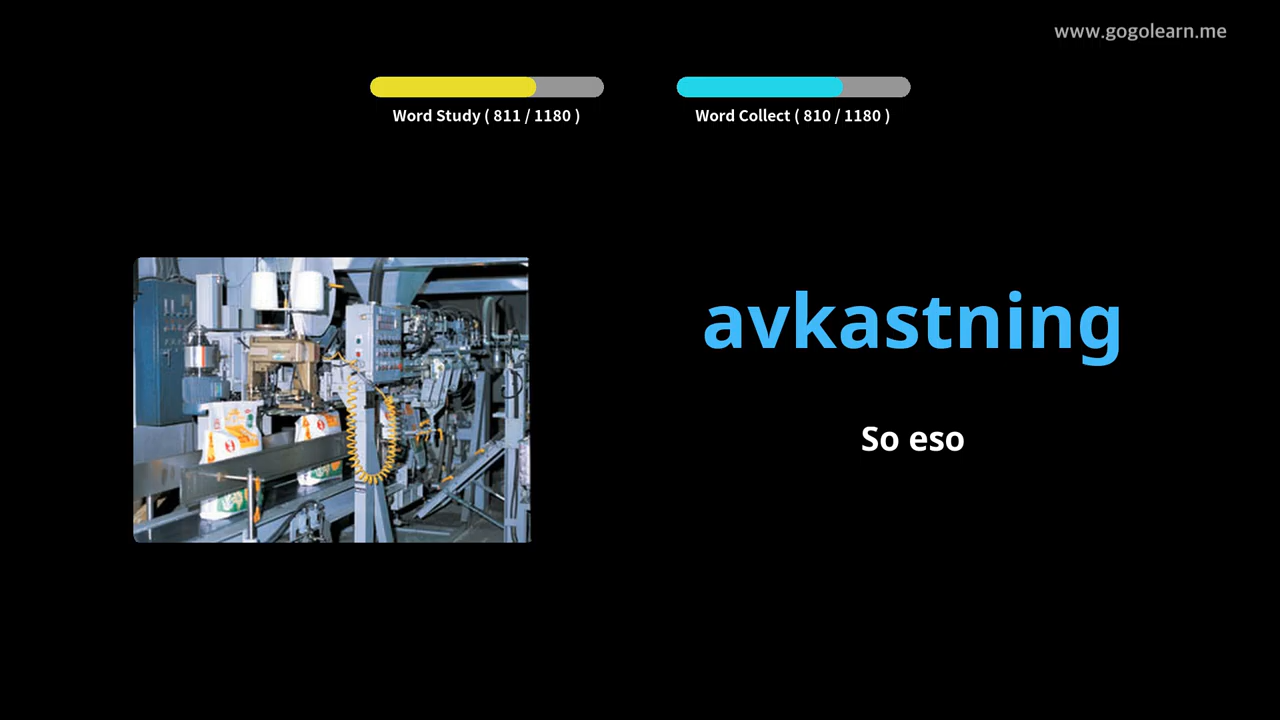 www.gogolearn.me
Word Study ( 811 / 1180 )
Word Collect ( 810 / 1180 )
avkastning
So eso